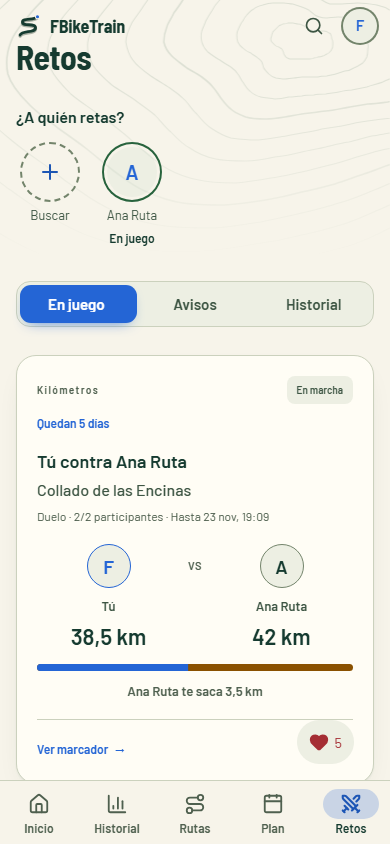 FBikeTrain
F
Retos
¿A quién retas?
A
Buscar
Ana Ruta
En juego
En juego
Avisos
Historial
Kilómetros
En marcha
Quedan 5 días
Tú contra Ana Ruta
Collado de las Encinas
Duelo · 2/2 participantes · Hasta 23 nov, 19:09
F
VS
A
Tú
Ana Ruta
38,5 km
42 km
Ana Ruta te saca 3,5 km
Ver marcador →
5
Inicio
Historial
Rutas
Plan
Retos